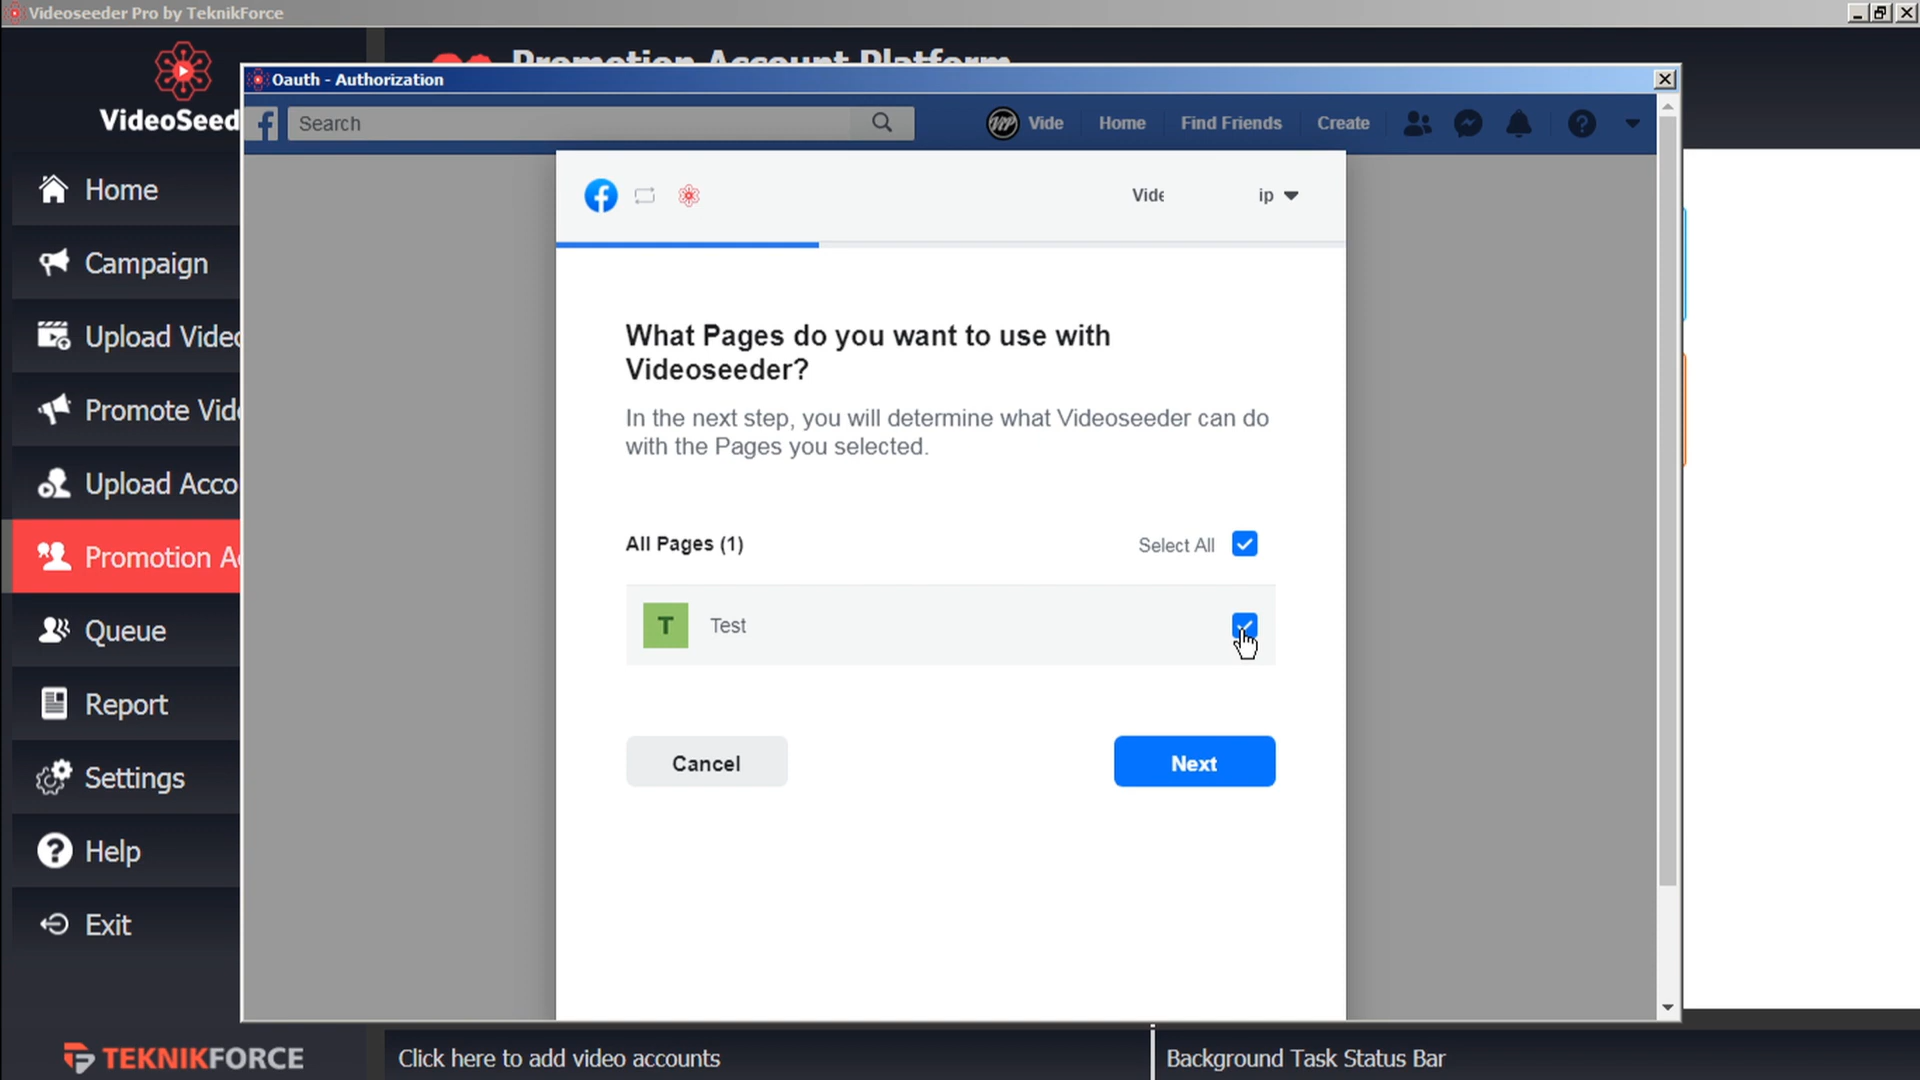 Videoseeder Pro by TeknikForce
Promotion Account Platform
VideoSeed
Home
Campaign
Upload Video
Promote Vid
Upload Acco
Promotion A
Queue
Report
Settings
Help
Exit
TEKNIKFORCE
Oauth - Authorization
Search
Vide
Home
Find Friends
Create
Vide ip
What Pages do you want to use with
Videoseeder?
In the next step, you will determine what Videoseeder can do
with the Pages you selected.
All Pages (1)
Select All
T
Test
Cancel
Next
Click here to add video accounts
Background Task Status Bar